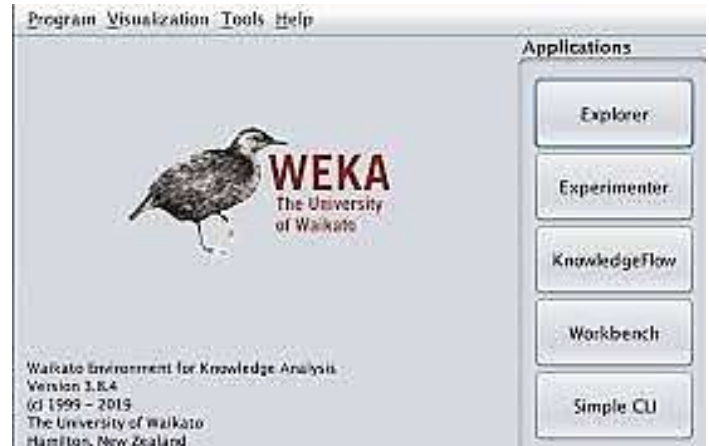 Program Visualization Tools Help
Applications
Explorer
WEKA
The University
of Waikato
Experimenter
KnowledgeFlow
Workbench
Simple CLI
Waikato Environment for Knowledge Analysis
Version 3.8.4
(c) 1999 - 2019
The University of Waikato
Hamilton, New Zealand